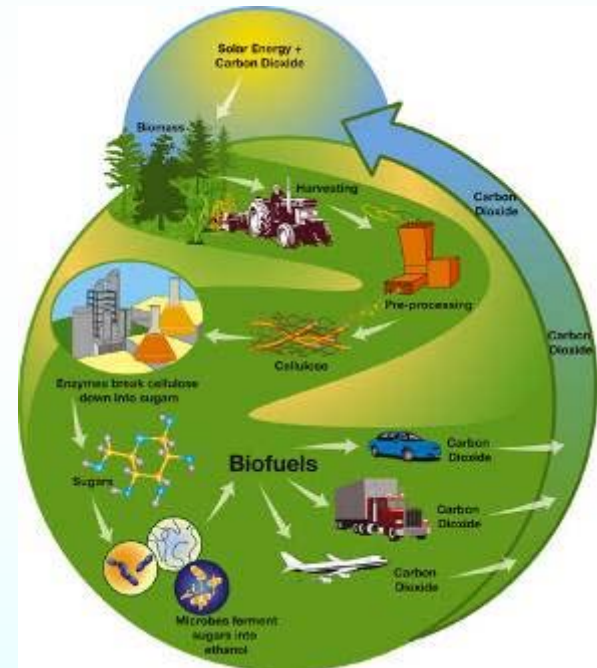 Solar Energy +
Carbon Dioxide
Biomass
Harvesting
Carbon
Dioxide
Pre-processing
Carbon
Dioxide
Cellulose
Enzymes break cellulose
down into sugars
Sugars
Biofuels
Carbon
Dioxide
Carbon
Dioxide
Carbon
Dioxide
Microbes ferment
sugars into
ethanol